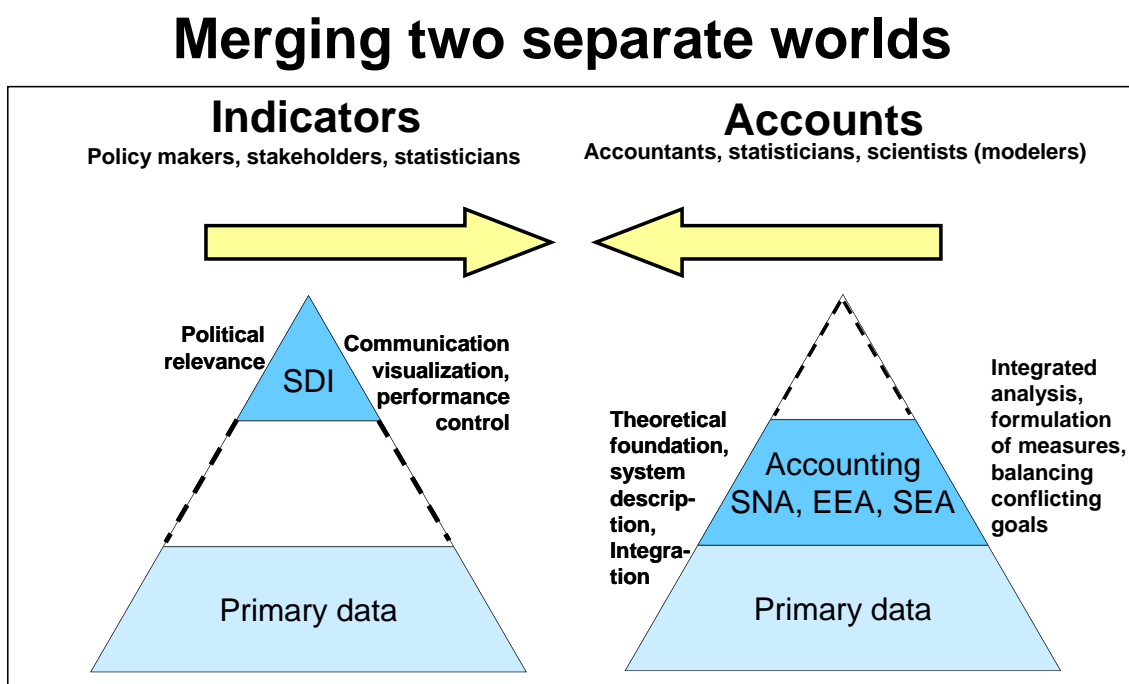 Merging two separate worlds
Indicators
Policy makers, stakeholders, statisticians
Accounts
Accountants, statisticians, scientists (modelers)
Political
relevance
SDI
Communication
visualization,
performance
control
Primary data
Theoretical
foundation,
system
descrip-
tion,
Integra-
tion
Accounting
SNA, EEA, SEA
Integrated
analysis,
formulation
of measures,
balancing
conflicting
goals
Primary data